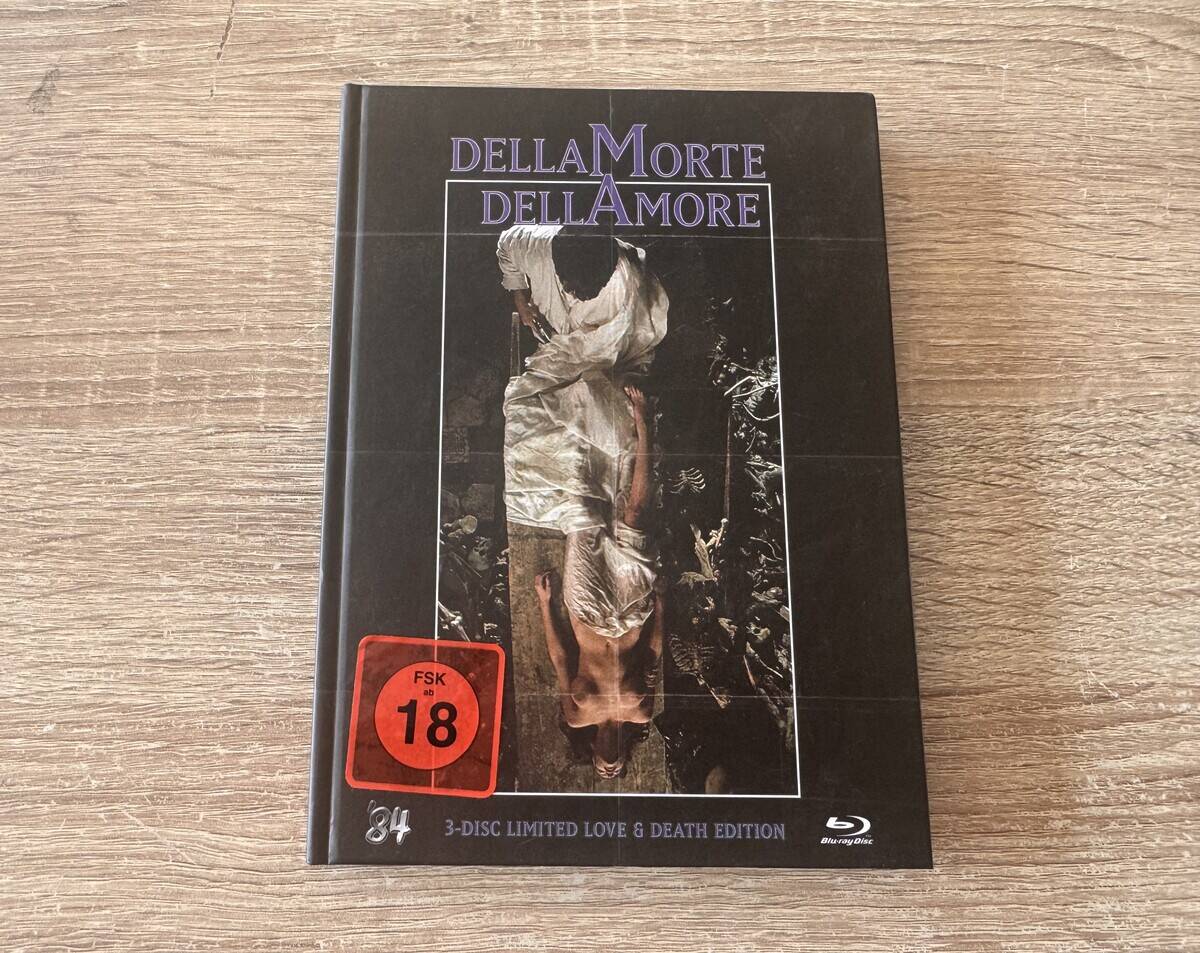 DELLAMORTE
DELLAMORE
FSK
ab
18
'84
3-DISC LIMITED LOVE & DEATH EDITION
Blu-ray Disc